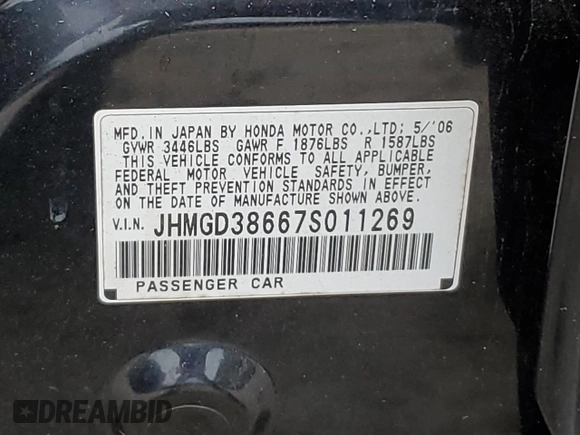 MFD. IN JAPAN BY HONDA MOTOR CO., LTD: 5/'06
GVWR 3446LBS GAWR F 1876LBS R 1587LBS
THIS VEHICLE CONFORMS TO ALL APPLICABLE
FEDERAL MOTOR VEHICLE SAFETY, BUMPER,
AND THEFT PREVENTION STANDARDS IN EFFECT
ON THE DATE OF MANUFACTURE SHOWN ABOVE.
V.I.N. JHMGD38667S011269
PASSENGER CAR
DREAMBID